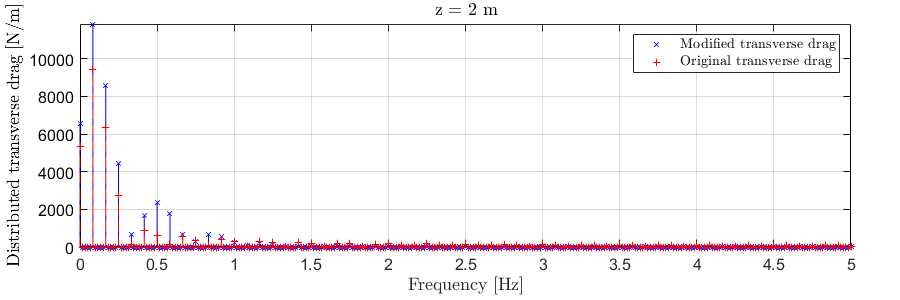 z = 2 m
Distributed transverse drag [N/m]
10000
8000
6000
4000
2000
0
Modified transverse drag
Original transverse drag
0 0.5 1 1.5 2 2.5 3 3.5 4 4.5 5
Frequency [Hz]